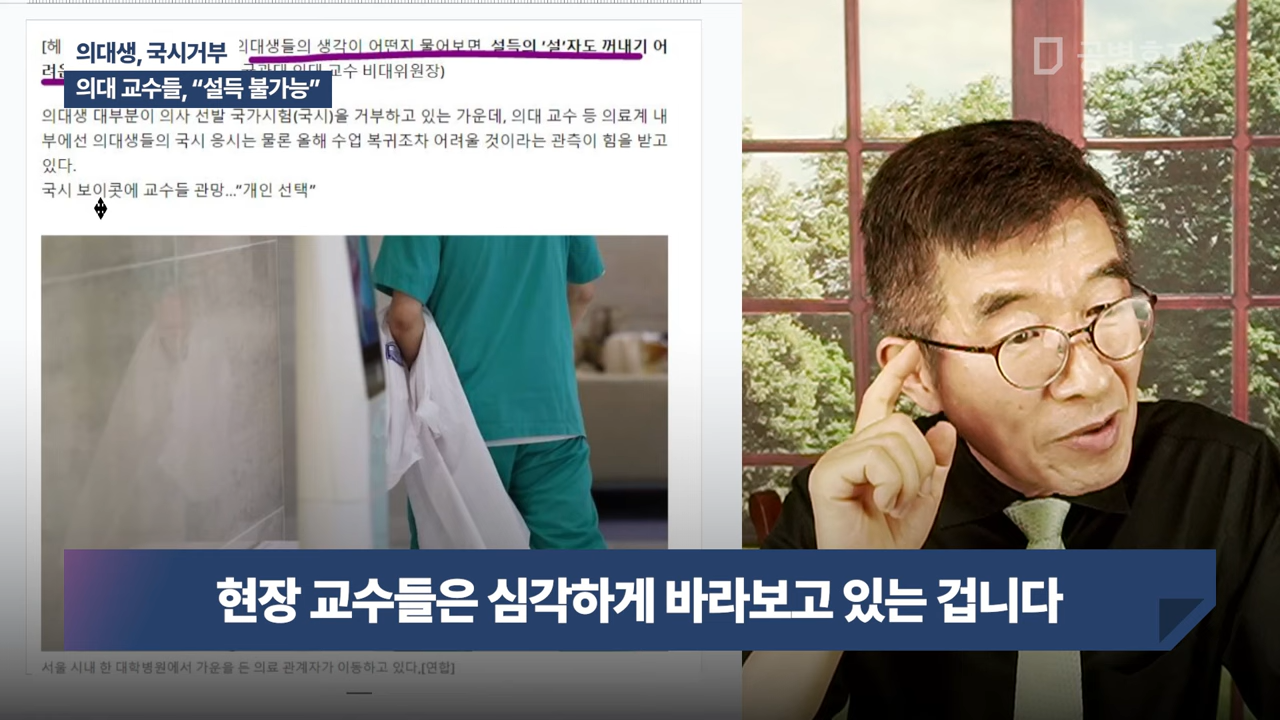 [헤
의대생들의 생각이 어떤지 물어보면, 설득의 ‘설’자도 꺼내기 어
의대생, 국시거부
교수 비대위원장)
의대 교수들, “설득 불가능”
의대생 대부분이 의사 선발 국가시험(국시)을 거부하고 있는 가운데, 의대 교수 등 의료계 내
부에선 의대생들의 국시 응시는 물론 올해 수업 복귀조차 어려울 것이라는 관측이 힘을 받고
있다.
국시 보이콧에 교수들 관망…“개인 선택”
현장 교수들은 심각하게 바라보고 있는 겁니다
서울 시내 한 대학병원에서 가운을 든 의료 관계자가 이동하고 있다.[연합]